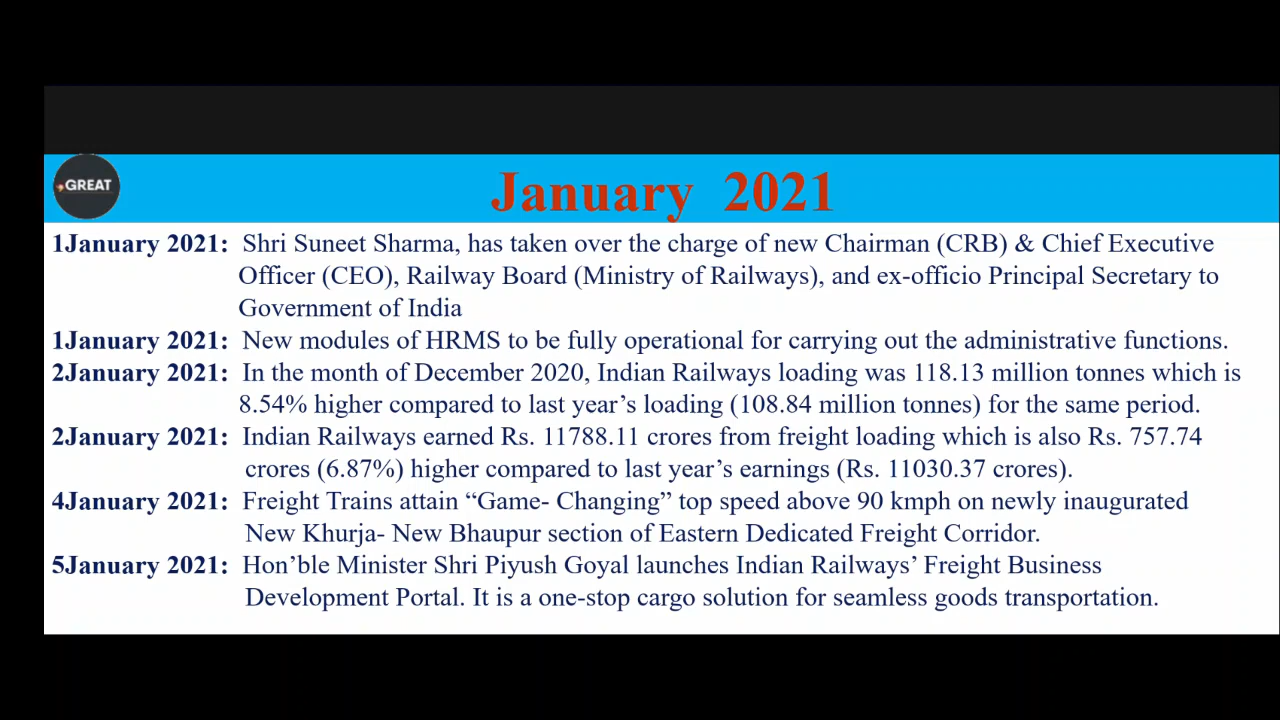 GREAT
January 2021
1January 2021: Shri Suneet Sharma, has taken over the charge of new Chairman (CRB) & Chief Executive
Officer (CEO), Railway Board (Ministry of Railways), and ex-officio Principal Secretary to
Government of India
1January 2021: New modules of HRMS to be fully operational for carrying out the administrative functions.
2January 2021: In the month of December 2020, Indian Railways loading was 118.13 million tonnes which is
8.54% higher compared to last year’s loading (108.84 million tonnes) for the same period.
2January 2021: Indian Railways earned Rs. 11788.11 crores from freight loading which is also Rs. 757.74
crores (6.87%) higher compared to last year’s earnings (Rs. 11030.37 crores).
4January 2021: Freight Trains attain “Game- Changing” top speed above 90 kmph on newly inaugurated
New Khurja- New Bhaupur section of Eastern Dedicated Freight Corridor.
5January 2021: Hon’ble Minister Shri Piyush Goyal launches Indian Railways’ Freight Business
Development Portal. It is a one-stop cargo solution for seamless goods transportation.